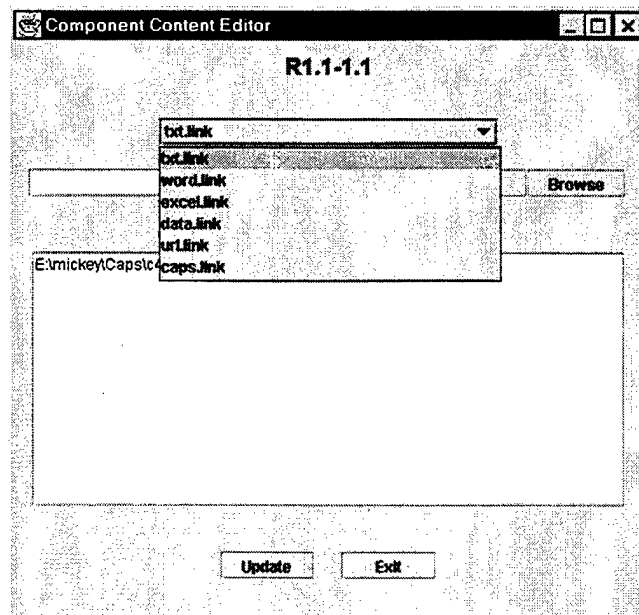 Component Content Editor
R1.1-1.1
txt.link
txt.link
word.link
excel.link
data.link
url.link
caps.link
Browse
E:\mickey\Caps\c4
Update Exit